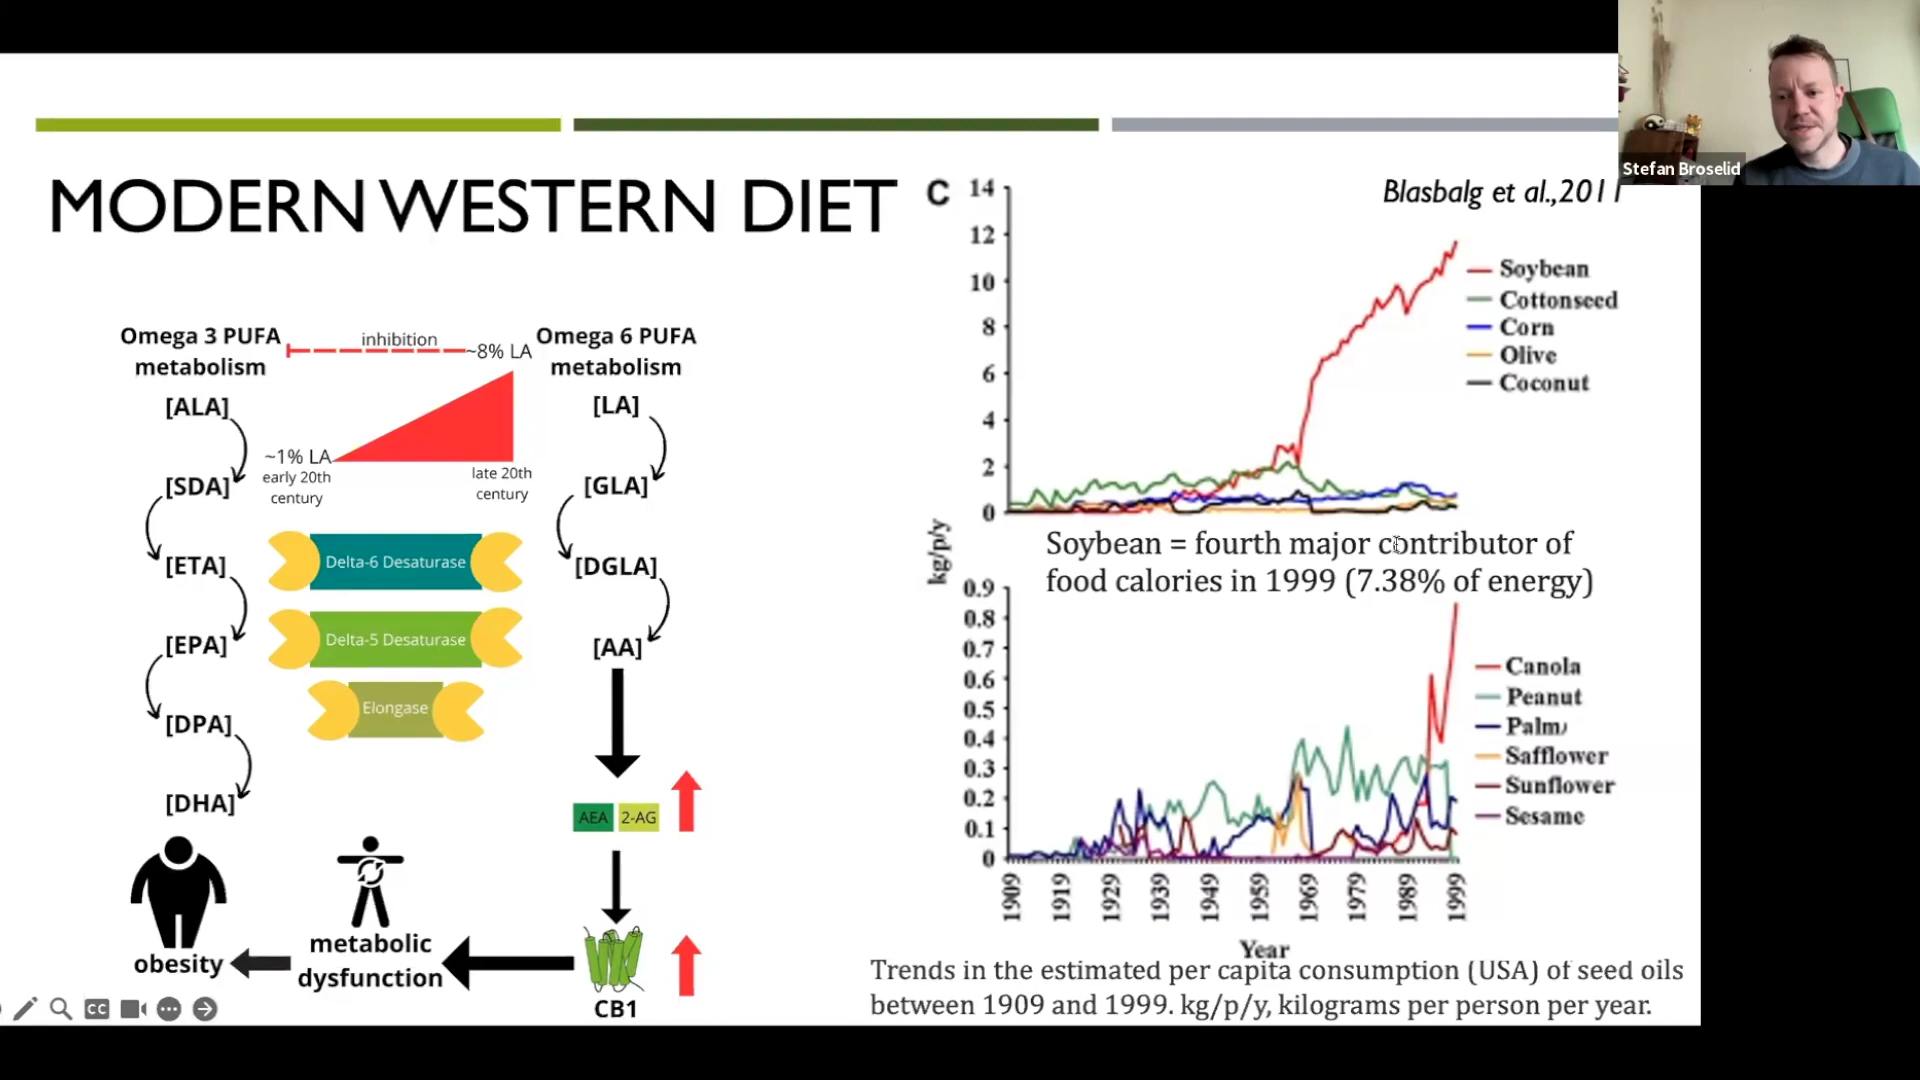 Stefan Broselid
MODERN WESTERN DIET
Omega 3 PUFA
metabolism
inhibition
~8% LA
Omega 6 PUFA
metabolism
[ALA]
[SDA]
[ETA]
[EPA]
[DPA]
[DHA]
~1% LA
early 20th
century
late 20th
century
Delta-6 Desaturase
Delta-5 Desaturase
Elongase
[LA]
[GLA]
[DGLA]
[AA]
AEA
2-AG
CB1
metabolic
dysfunction
obesity
CC
C
Blasbalg et al.,2011
14
12
10
8
6
4
2
0
Soybean
Cottonseed
Corn
Olive
Coconut
kg/p/y
Soybean = fourth major contributor of
food calories in 1999 (7.38% of energy)
0.9
0.8
0.7
0.6
0.5
0.4
0.3
0.2
0.1
0
Canola
Peanut
Palm
Safflower
Sunflower
Sesame
1909
1919
1929
1939
1949
1959
1969
1979
1989
1999
Year
Trends in the estimated per capita consumption (USA) of seed oils
between 1909 and 1999. kg/p/y, kilograms per person per year.